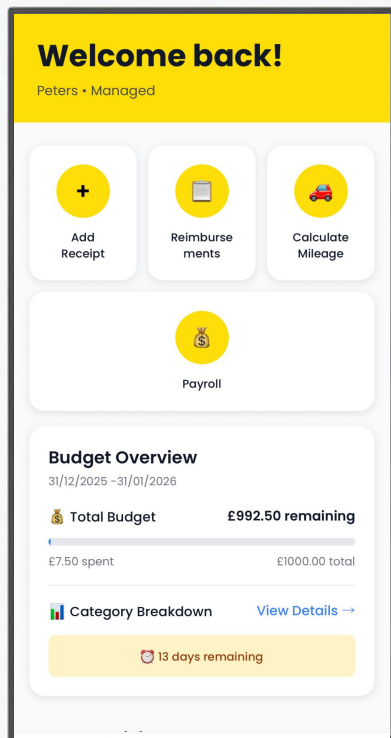 Welcome back!
Peters • Managed
+
Add
Receipt
Reimburse
ments
Calculate
Mileage
Payroll
Budget Overview
31/12/2025 -31/01/2026
💰 Total Budget £992.50 remaining
£7.50 spent £1000.00 total
📊 Category Breakdown View Details →
⏰ 13 days remaining